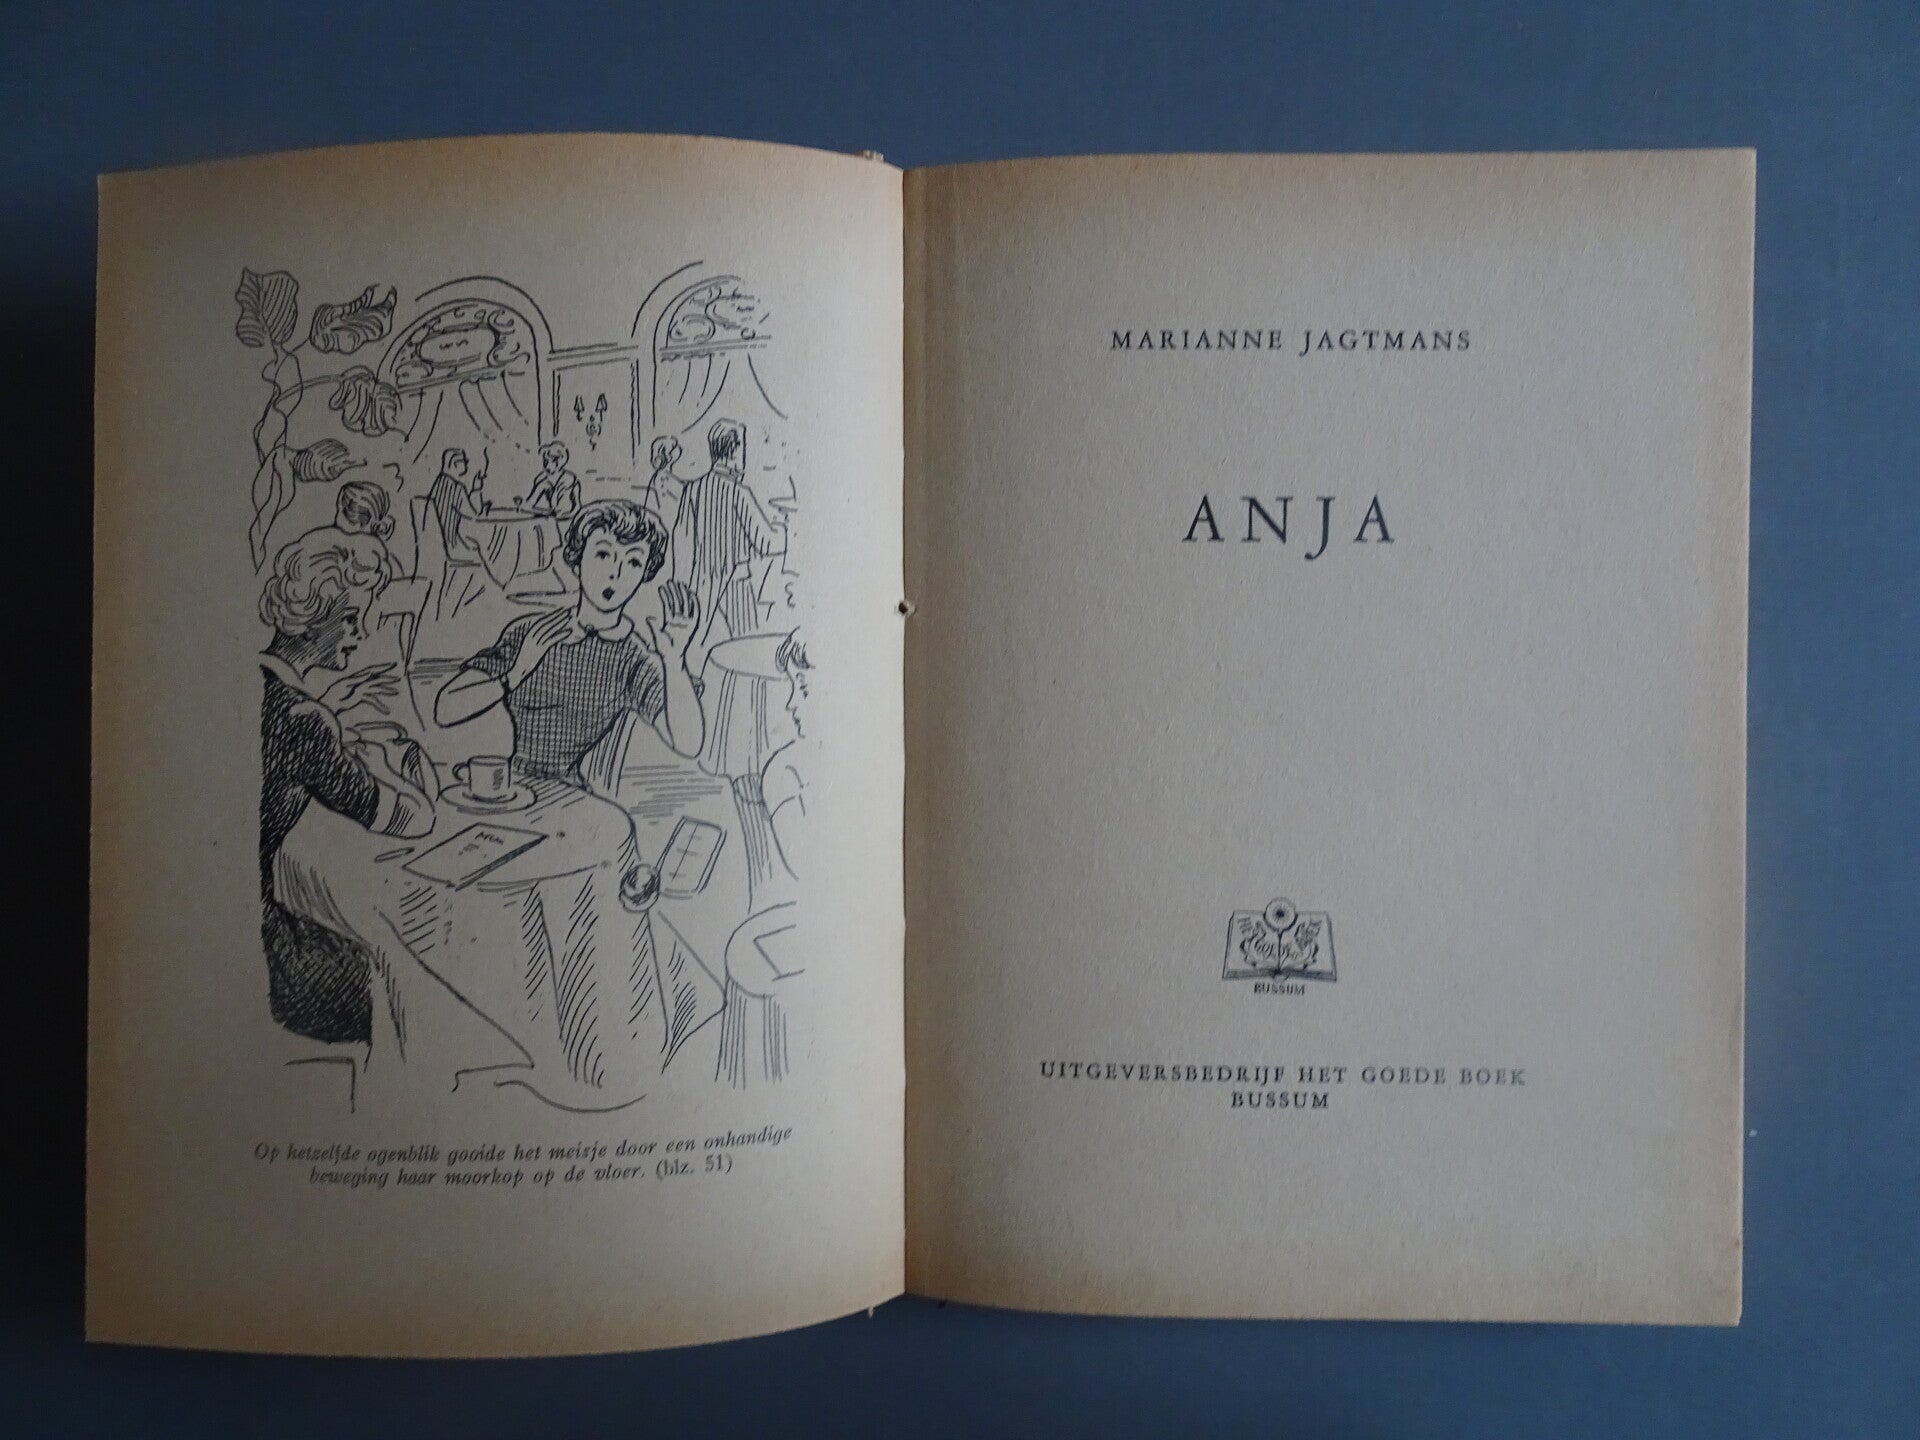 Op hetzelfde ogenblik gooide het meisje door een onhandige
beweging haar moorkop op de vloer. (blz. 51)
MARIANNE JAGTMANS
ANJA
BUSSUM
UITGEVERSBEDRIJF HET GOEDE BOEK
BUSSUM